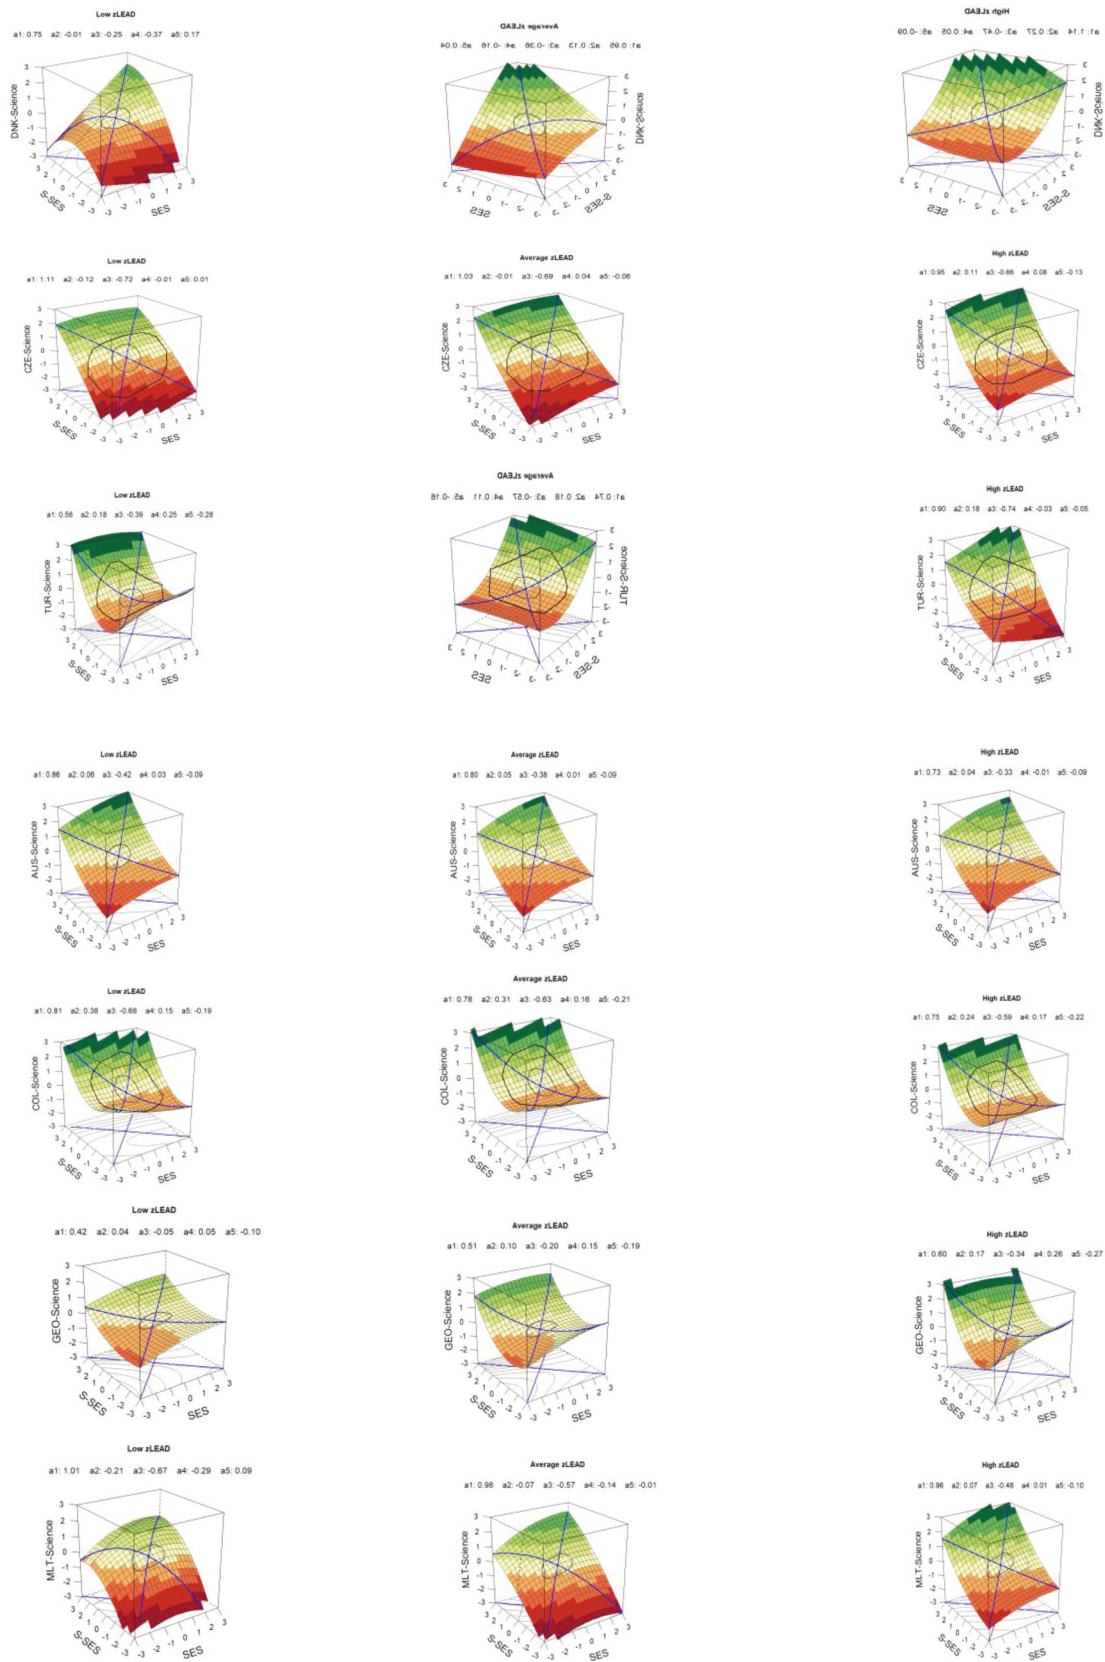 Low zLEAD
a1: 0.75 a2: -0.01 a3: -0.25 a4: -0.37 a5: 0.17
DNK-Science
S-SES
SES
Average zLEAD
a1: 0.95 a2: 0.13 a3: -0.36 a4: -0.16 a5: 0.04
DNK-Science
SES
S-SES
High zLEAD
a1: 1.14 a2: 0.27 a3: -0.47 a4: 0.05 a5: -0.09
DNK-Science
SES
S-SES
Low zLEAD
a1: 1.11 a2: -0.12 a3: -0.72 a4: -0.01 a5: 0.01
CZE-Science
S-SES
SES
Average zLEAD
a1: 1.03 a2: -0.01 a3: -0.69 a4: 0.04 a5: -0.06
CZE-Science
S-SES
SES
High zLEAD
a1: 0.95 a2: 0.11 a3: -0.66 a4: 0.08 a5: -0.13
CZE-Science
S-SES
SES
Low zLEAD
a1: 0.58 a2: 0.18 a3: -0.39 a4: 0.25 a5: -0.28
TUR-Science
S-SES
SES
Average zLEAD
a1: 0.74 a2: 0.18 a3: -0.57 a4: 0.11 a5: -0.16
TUR-Science
SES
S-SES
High zLEAD
a1: 0.90 a2: 0.18 a3: -0.74 a4: -0.03 a5: -0.05
TUR-Science
S-SES
SES
Low zLEAD
a1: 0.86 a2: 0.06 a3: -0.42 a4: 0.03 a5: -0.09
AUS-Science
S-SES
SES
Average zLEAD
a1: 0.80 a2: 0.05 a3: -0.38 a4: 0.01 a5: -0.09
AUS-Science
S-SES
SES
High zLEAD
a1: 0.73 a2: 0.04 a3: -0.33 a4: -0.01 a5: -0.09
AUS-Science
S-SES
SES
Low zLEAD
a1: 0.81 a2: 0.38 a3: -0.68 a4: 0.15 a5: -0.19
COL-Science
S-SES
SES
Average zLEAD
a1: 0.78 a2: 0.31 a3: -0.63 a4: 0.16 a5: -0.21
COL-Science
S-SES
SES
High zLEAD
a1: 0.75 a2: 0.24 a3: -0.59 a4: 0.17 a5: -0.22
COL-Science
S-SES
SES
Low zLEAD
a1: 0.42 a2: 0.04 a3: -0.05 a4: 0.05 a5: -0.10
GEO-Science
S-SES
SES
Average zLEAD
a1: 0.51 a2: 0.10 a3: -0.20 a4: 0.15 a5: -0.19
GEO-Science
S-SES
SES
High zLEAD
a1: 0.60 a2: 0.17 a3: -0.34 a4: 0.26 a5: -0.27
GEO-Science
S-SES
SES
Low zLEAD
a1: 1.01 a2: -0.21 a3: -0.67 a4: -0.29 a5: 0.09
MLT-Science
S-SES
SES
Average zLEAD
a1: 0.98 a2: -0.07 a3: -0.57 a4: -0.14 a5: -0.01
MLT-Science
S-SES
SES
High zLEAD
a1: 0.96 a2: 0.07 a3: -0.48 a4: 0.01 a5: -0.10
MLT-Science
S-SES
SES